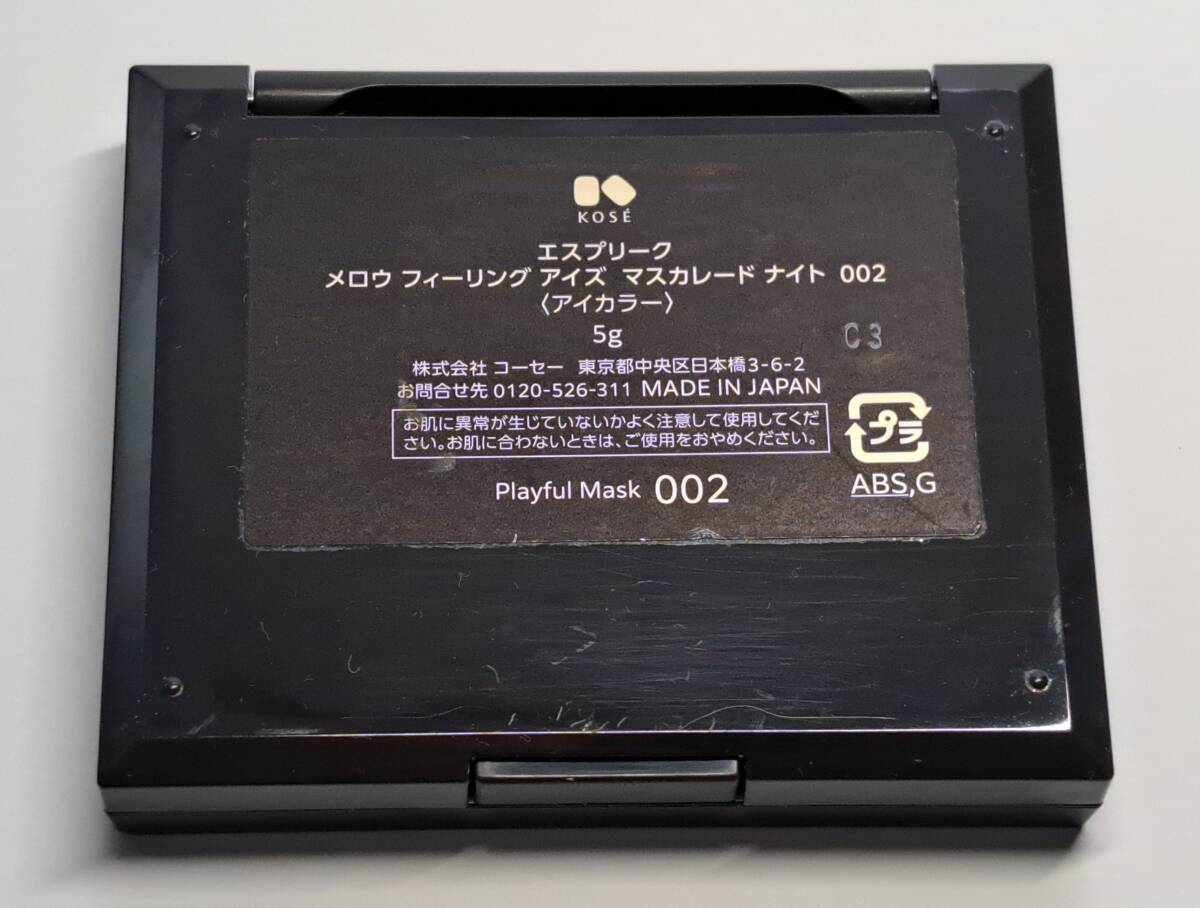 KOSÉ
エスプリーク
メロウ フィーリング アイズ マスカレード ナイト 002
〈アイカラー〉
5g
C3
株式会社 コーセー 東京都中央区日本橋3-6-2
お問合せ先 0120-526-311 MADE IN JAPAN
お肌に異常が生じていないかよく注意して使用してくだ
さい。お肌に合わないときは、ご使用をおやめください。
プラ
ABS,G
Playful Mask 002